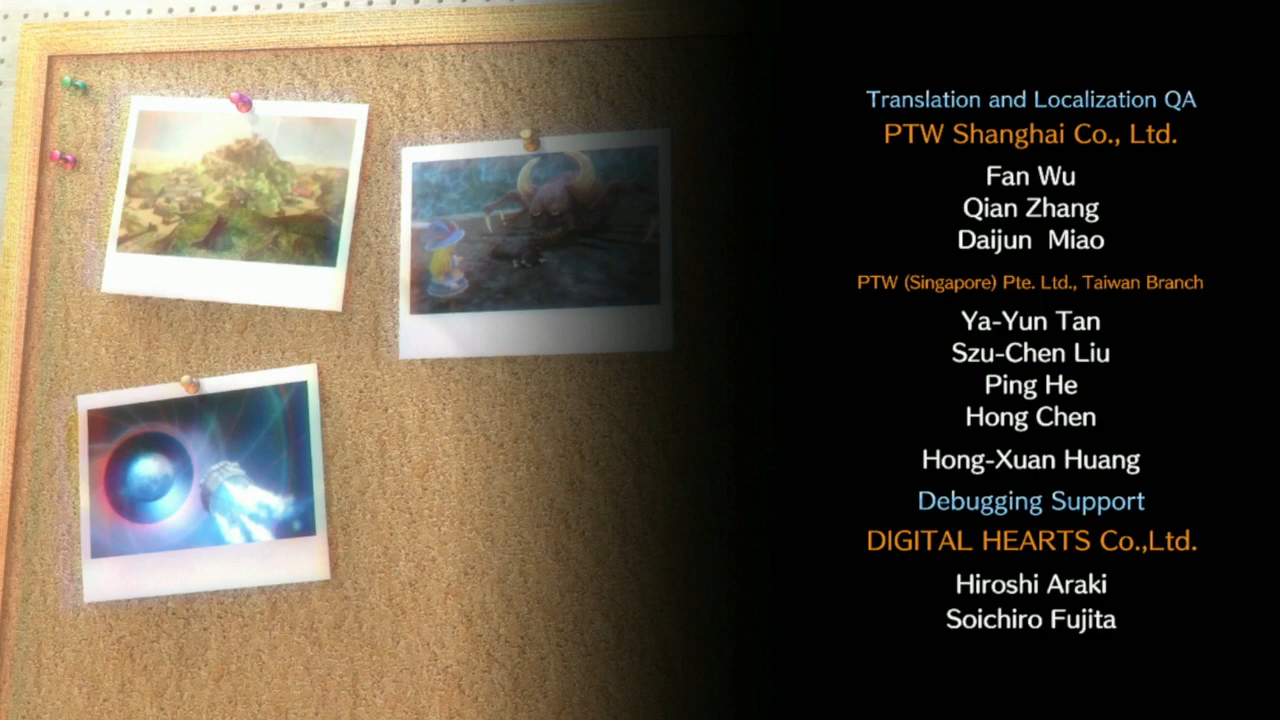 Translation and Localization QA
PTW Shanghai Co., Ltd.
Fan Wu
Qian Zhang
Daijun  Miao
PTW (Singapore) Pte. Ltd., Taiwan Branch
Ya-Yun Tan
Szu-Chen Liu
Ping He
Hong Chen
Hong-Xuan Huang
Debugging Support
DIGITAL HEARTS Co.,Ltd.
Hiroshi Araki
Soichiro Fujita